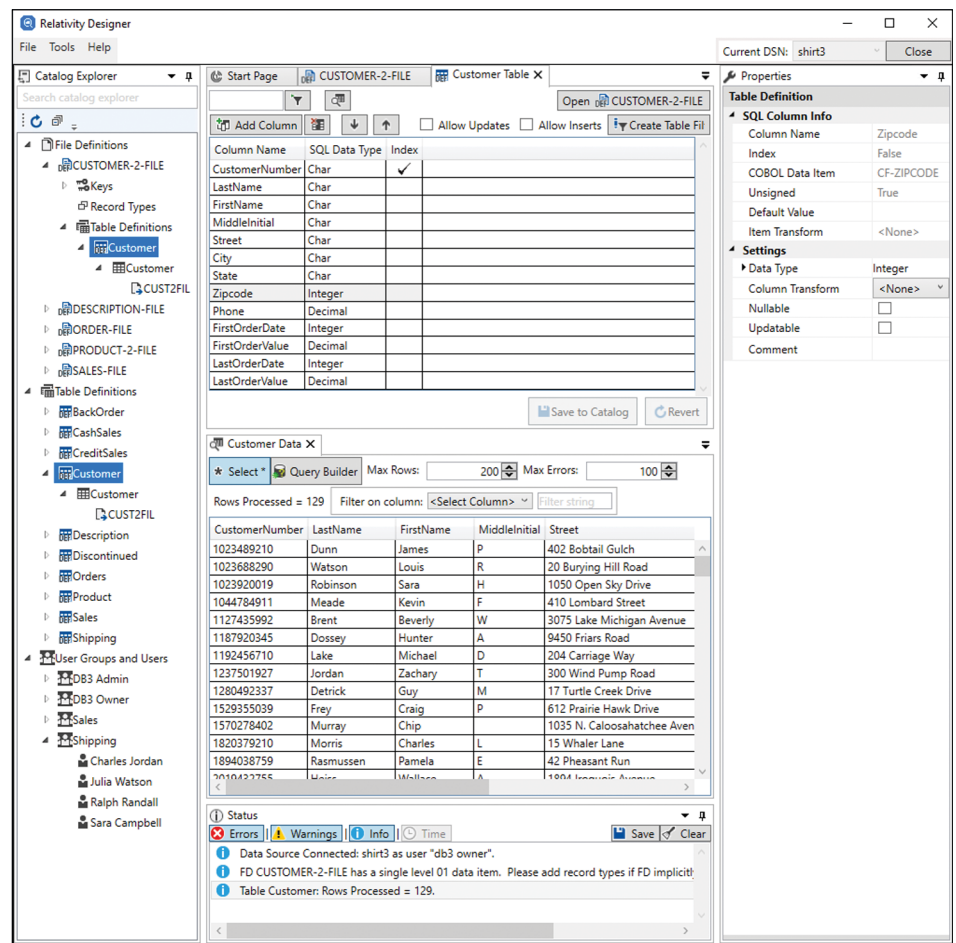 Relativity Designer
File Tools Help
Current DSN: shirt3 Close
Catalog Explorer
Search catalog explorer
File Definitions
CUSTOMER-2-FILE
Keys
Record Types
Table Definitions
Customer
Customer
CUST2FIL
DESCRIPTION-FILE
ORDER-FILE
PRODUCT-2-FILE
SALES-FILE
Table Definitions
BackOrder
CashSales
CreditSales
Customer
Customer
CUST2FIL
Description
Discontinued
Orders
Product
Sales
Shipping
User Groups and Users
DB3 Admin
DB3 Owner
Sales
Shipping
Charles Jordan
Julia Watson
Ralph Randall
Sara Campbell
Start Page CUSTOMER-2-FILE Customer Table
Open CUSTOMER-2-FILE
Add Column Allow Updates Allow Inserts Create Table Fil
Column Name SQL Data Type Index
CustomerNumber Char
LastName Char
FirstName Char
MiddleInitial Char
Street Char
City Char
State Char
Zipcode Integer
Phone Decimal
FirstOrderDate Integer
FirstOrderValue Decimal
LastOrderDate Integer
LastOrderValue Decimal
Save to Catalog Revert
Customer Data
* Select * Query Builder Max Rows: 200 Max Errors: 100
Rows Processed = 129 Filter on column: <Select Column> Filter string
CustomerNumber LastName FirstName MiddleInitial Street
1023489210 Dunn James P 402 Bobtail Gulch
1023688290 Watson Louis R 20 Burying Hill Road
1023920019 Robinson Sara H 1050 Open Sky Drive
1044784911 Meade Kevin F 410 Lombard Street
1127435992 Brent Beverly W 3075 Lake Michigan Avenue
1187920345 Dossey Hunter A 9450 Friars Road
1192456710 Lake Michael D 204 Carriage Way
1237501927 Jordan Zachary T 300 Wind Pump Road
1280492337 Detrick Guy M 17 Turtle Creek Drive
1529355039 Frey Craig P 612 Prairie Hawk Drive
1570278402 Murray Chip 1035 N. Caloosahatchee Aven
1820379210 Morris Charles L 15 Whaler Lane
1894038759 Rasmussen Pamela E 42 Pheasant Run
2019432755 Heiss Wallace A 1894 Iroquois Avenue
Status
Errors Warnings Info Time Save Clear
Data Source Connected: shirt3 as user "db3 owner".
FD CUSTOMER-2-FILE has a single level 01 data item. Please add record types if FD implicitl
Table Customer: Rows Processed = 129.
Properties
Table Definition
SQL Column Info
Column Name Zipcode
Index False
COBOL Data Item CF-ZIPCODE
Unsigned True
Default Value
Item Transform <None>
Settings
Data Type Integer
Column Transform <None>
Nullable
Updatable
Comment